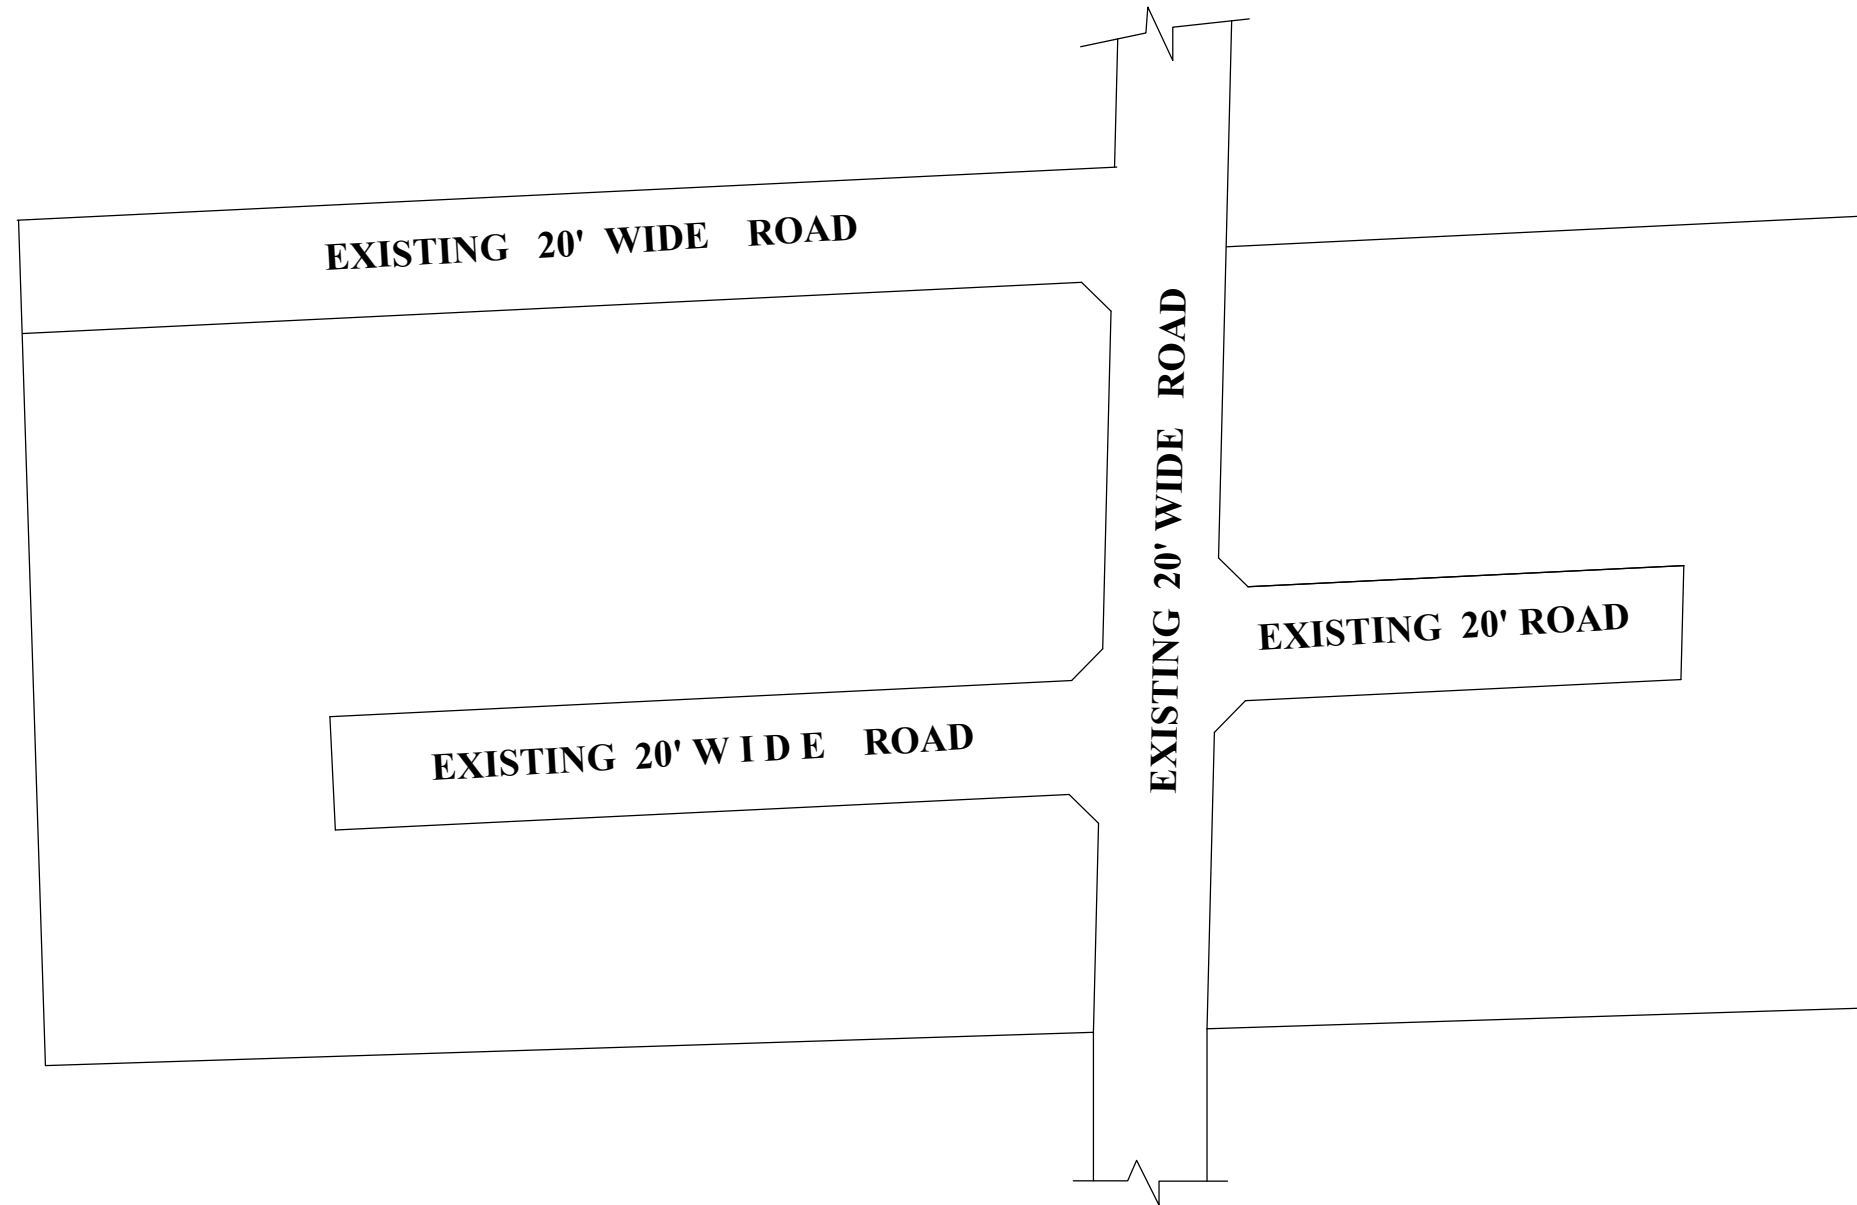 EXISTING 20' WIDE ROAD
EXISTING 20' WIDE ROAD
EXISTING 20' ROAD
EXISTING 20' W I D E ROAD